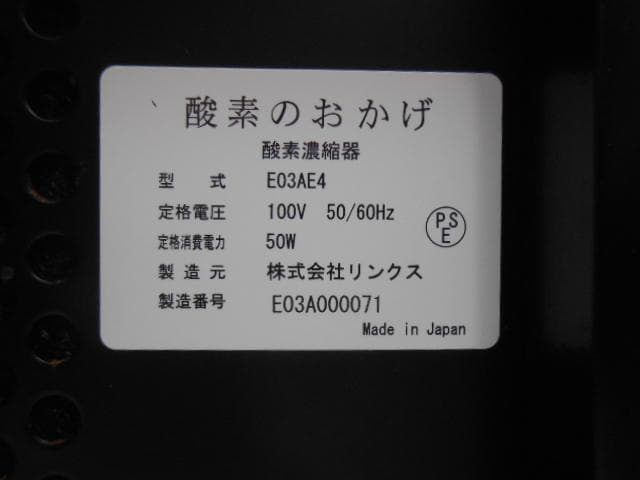 酸素のおかげ
酸素濃縮器
型 式 E03AE4
定格電圧 100V 50/60Hz
定格消費電力 50W
製造元 株式会社リンクス
製造番号 E03A000071
PSE
Made in Japan